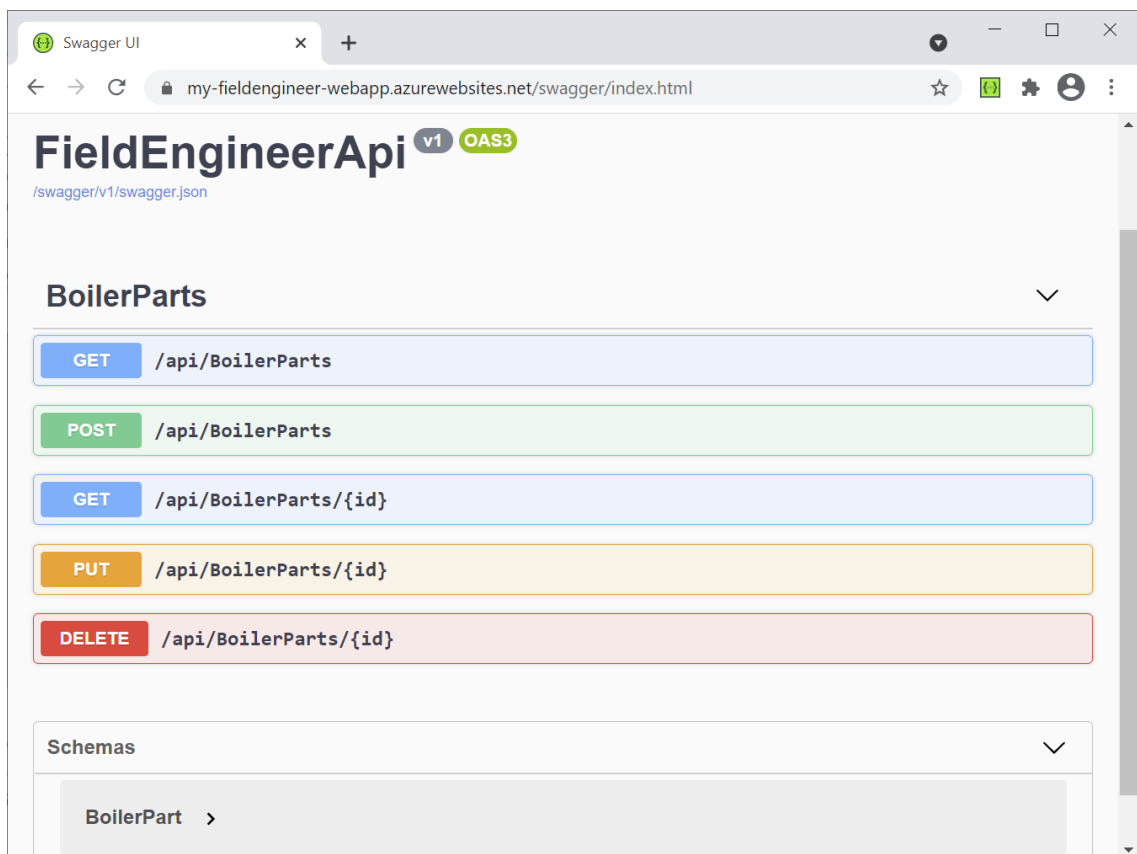 Swagger UI
my-fieldengineer-webapp.azurewebsites.net/swagger/index.html
FieldEngineerApi v1 OAS3
/swagger/v1/swagger.json
BoilerParts
GET /api/BoilerParts
POST /api/BoilerParts
GET /api/BoilerParts/{id}
PUT /api/BoilerParts/{id}
DELETE /api/BoilerParts/{id}
Schemas
BoilerPart